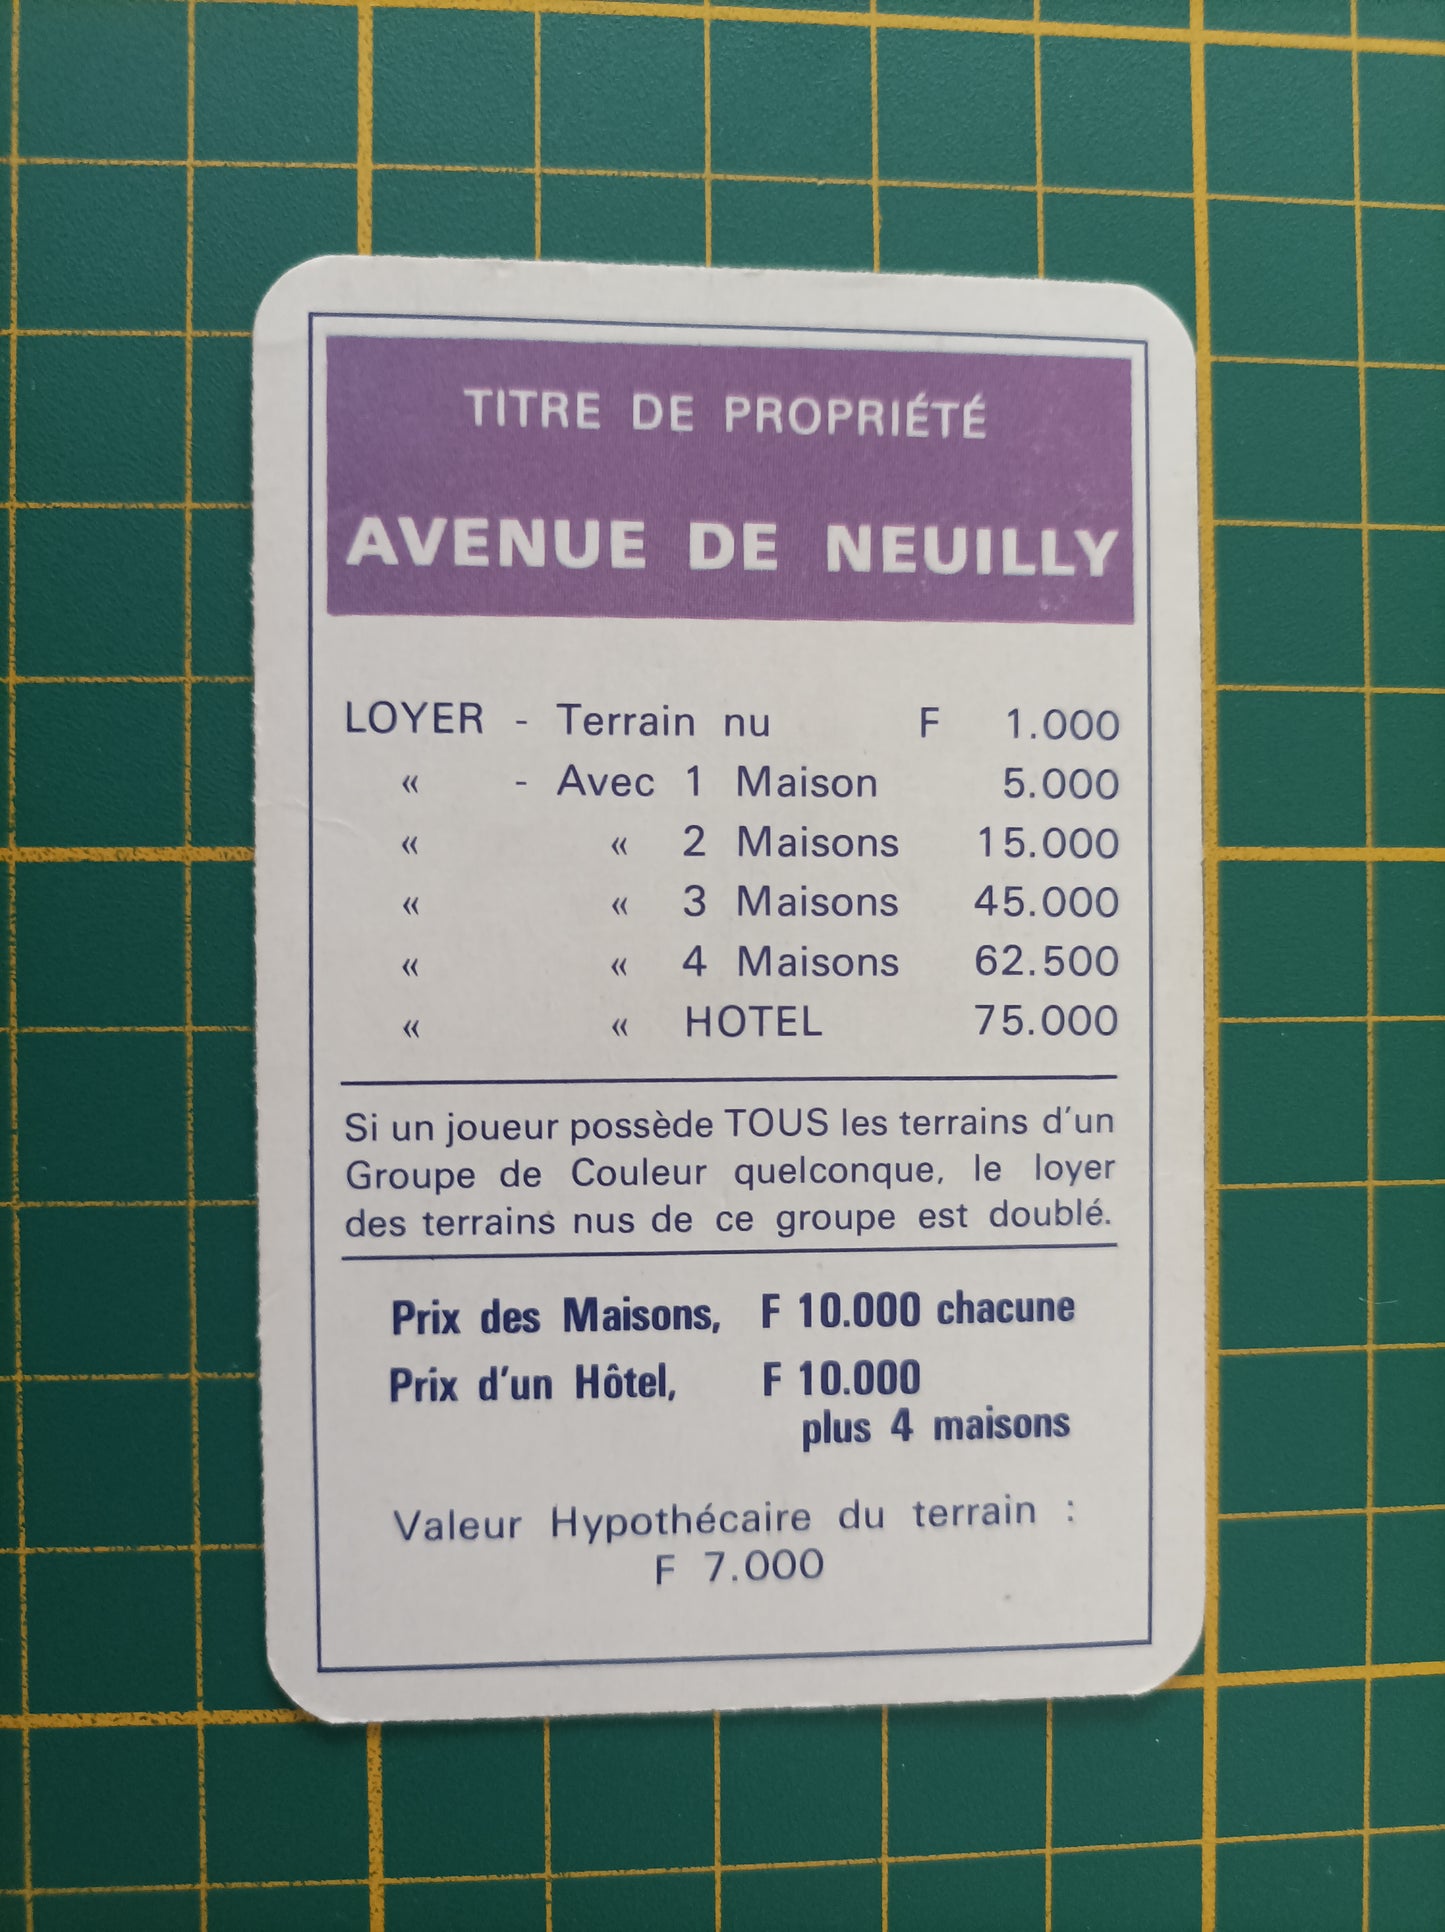 TITRE DE PROPRIÉTÉ
AVENUE DE NEUILLY
LOYER - Terrain nu F 1.000
« - Avec 1 Maison 5.000
« « 2 Maisons 15.000
« « 3 Maisons 45.000
« « 4 Maisons 62.500
« « HOTEL 75.000
Si un joueur possède TOUS les terrains d'un
Groupe de Couleur quelconque, le loyer
des terrains nus de ce groupe est doublé.
Prix des Maisons, F 10.000 chacune
Prix d'un Hôtel, F 10.000
plus 4 maisons
Valeur Hypothécaire du terrain :
F 7.000